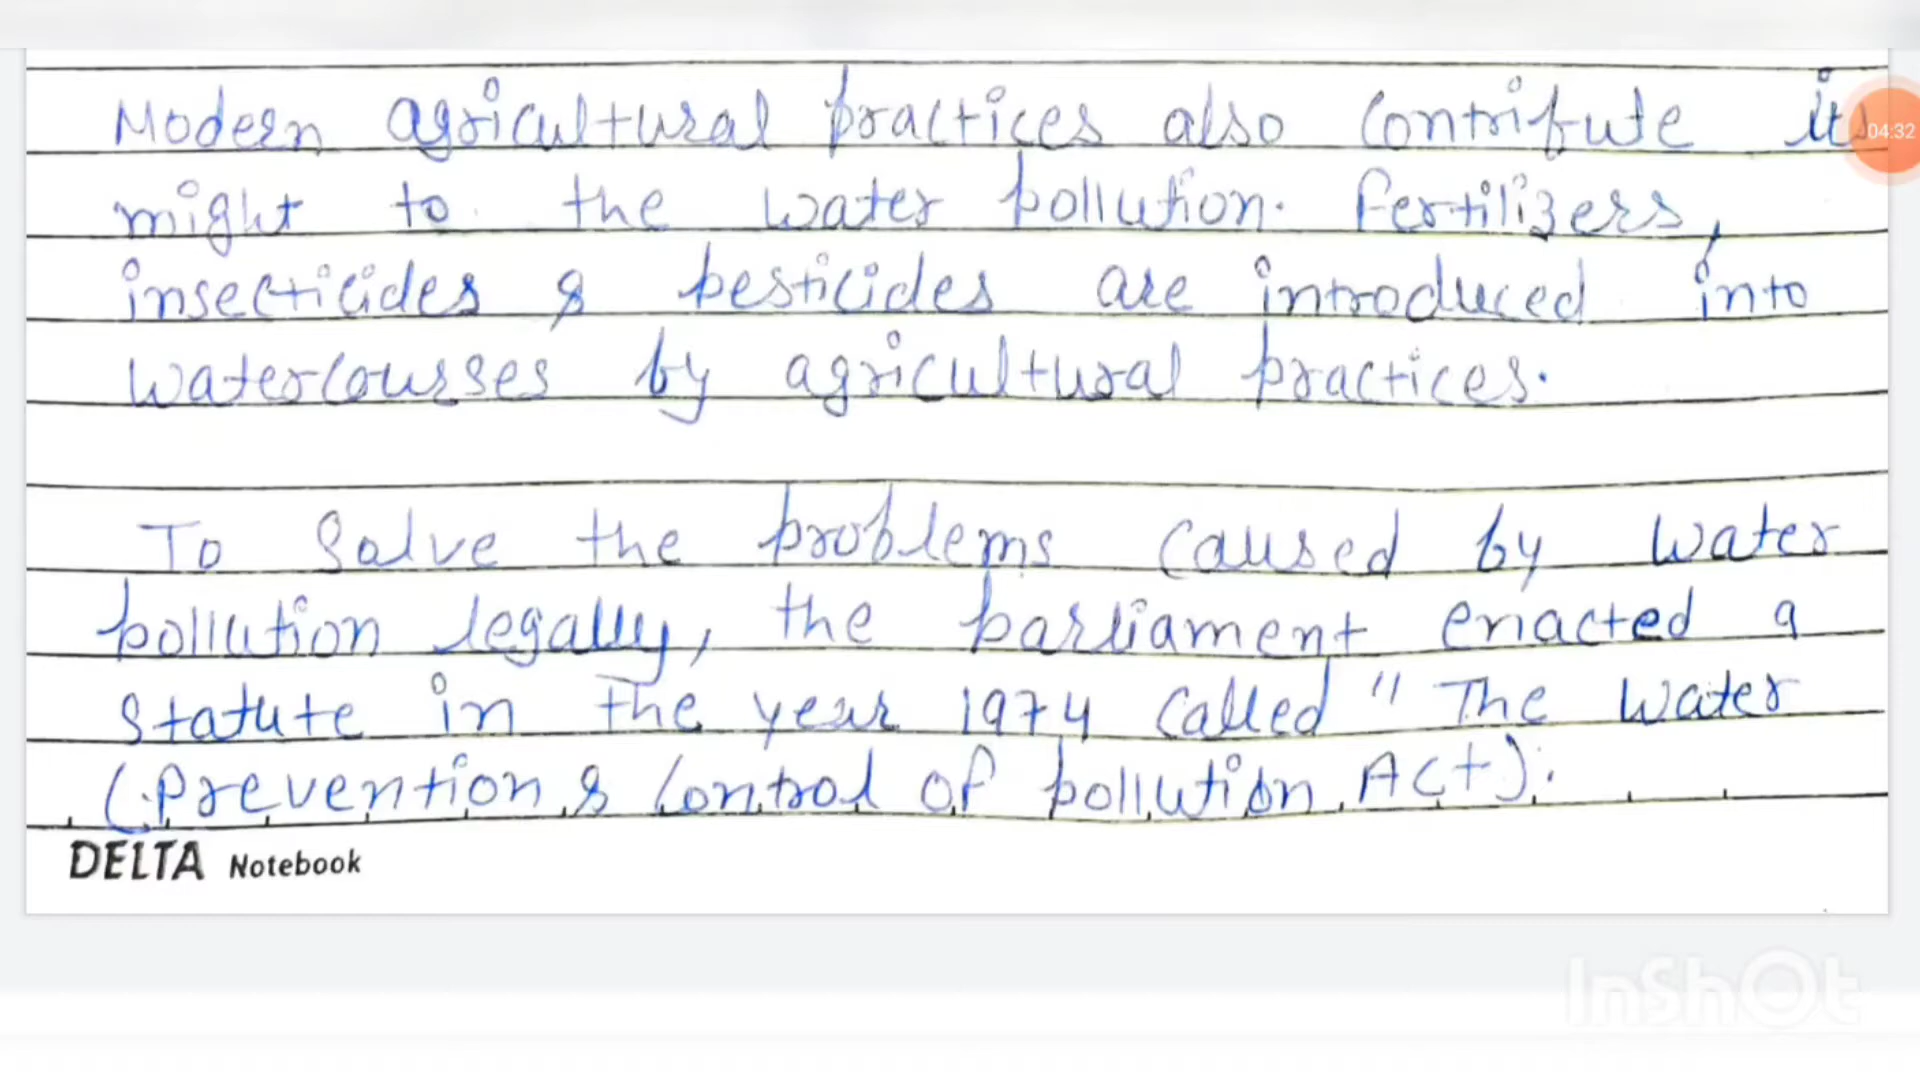 Modern agricultural practices also contribute its
04:32
might to the water pollution. Fertilizers,
insecticides & pesticides are introduced into
watercourses by agricultural practices.
To Solve the problems caused by water
pollution legally, the parliament enacted a
statute in the year 1974 called " The Water
(Prevention & Control of pollution Act).
DELTA Notebook
InShOt